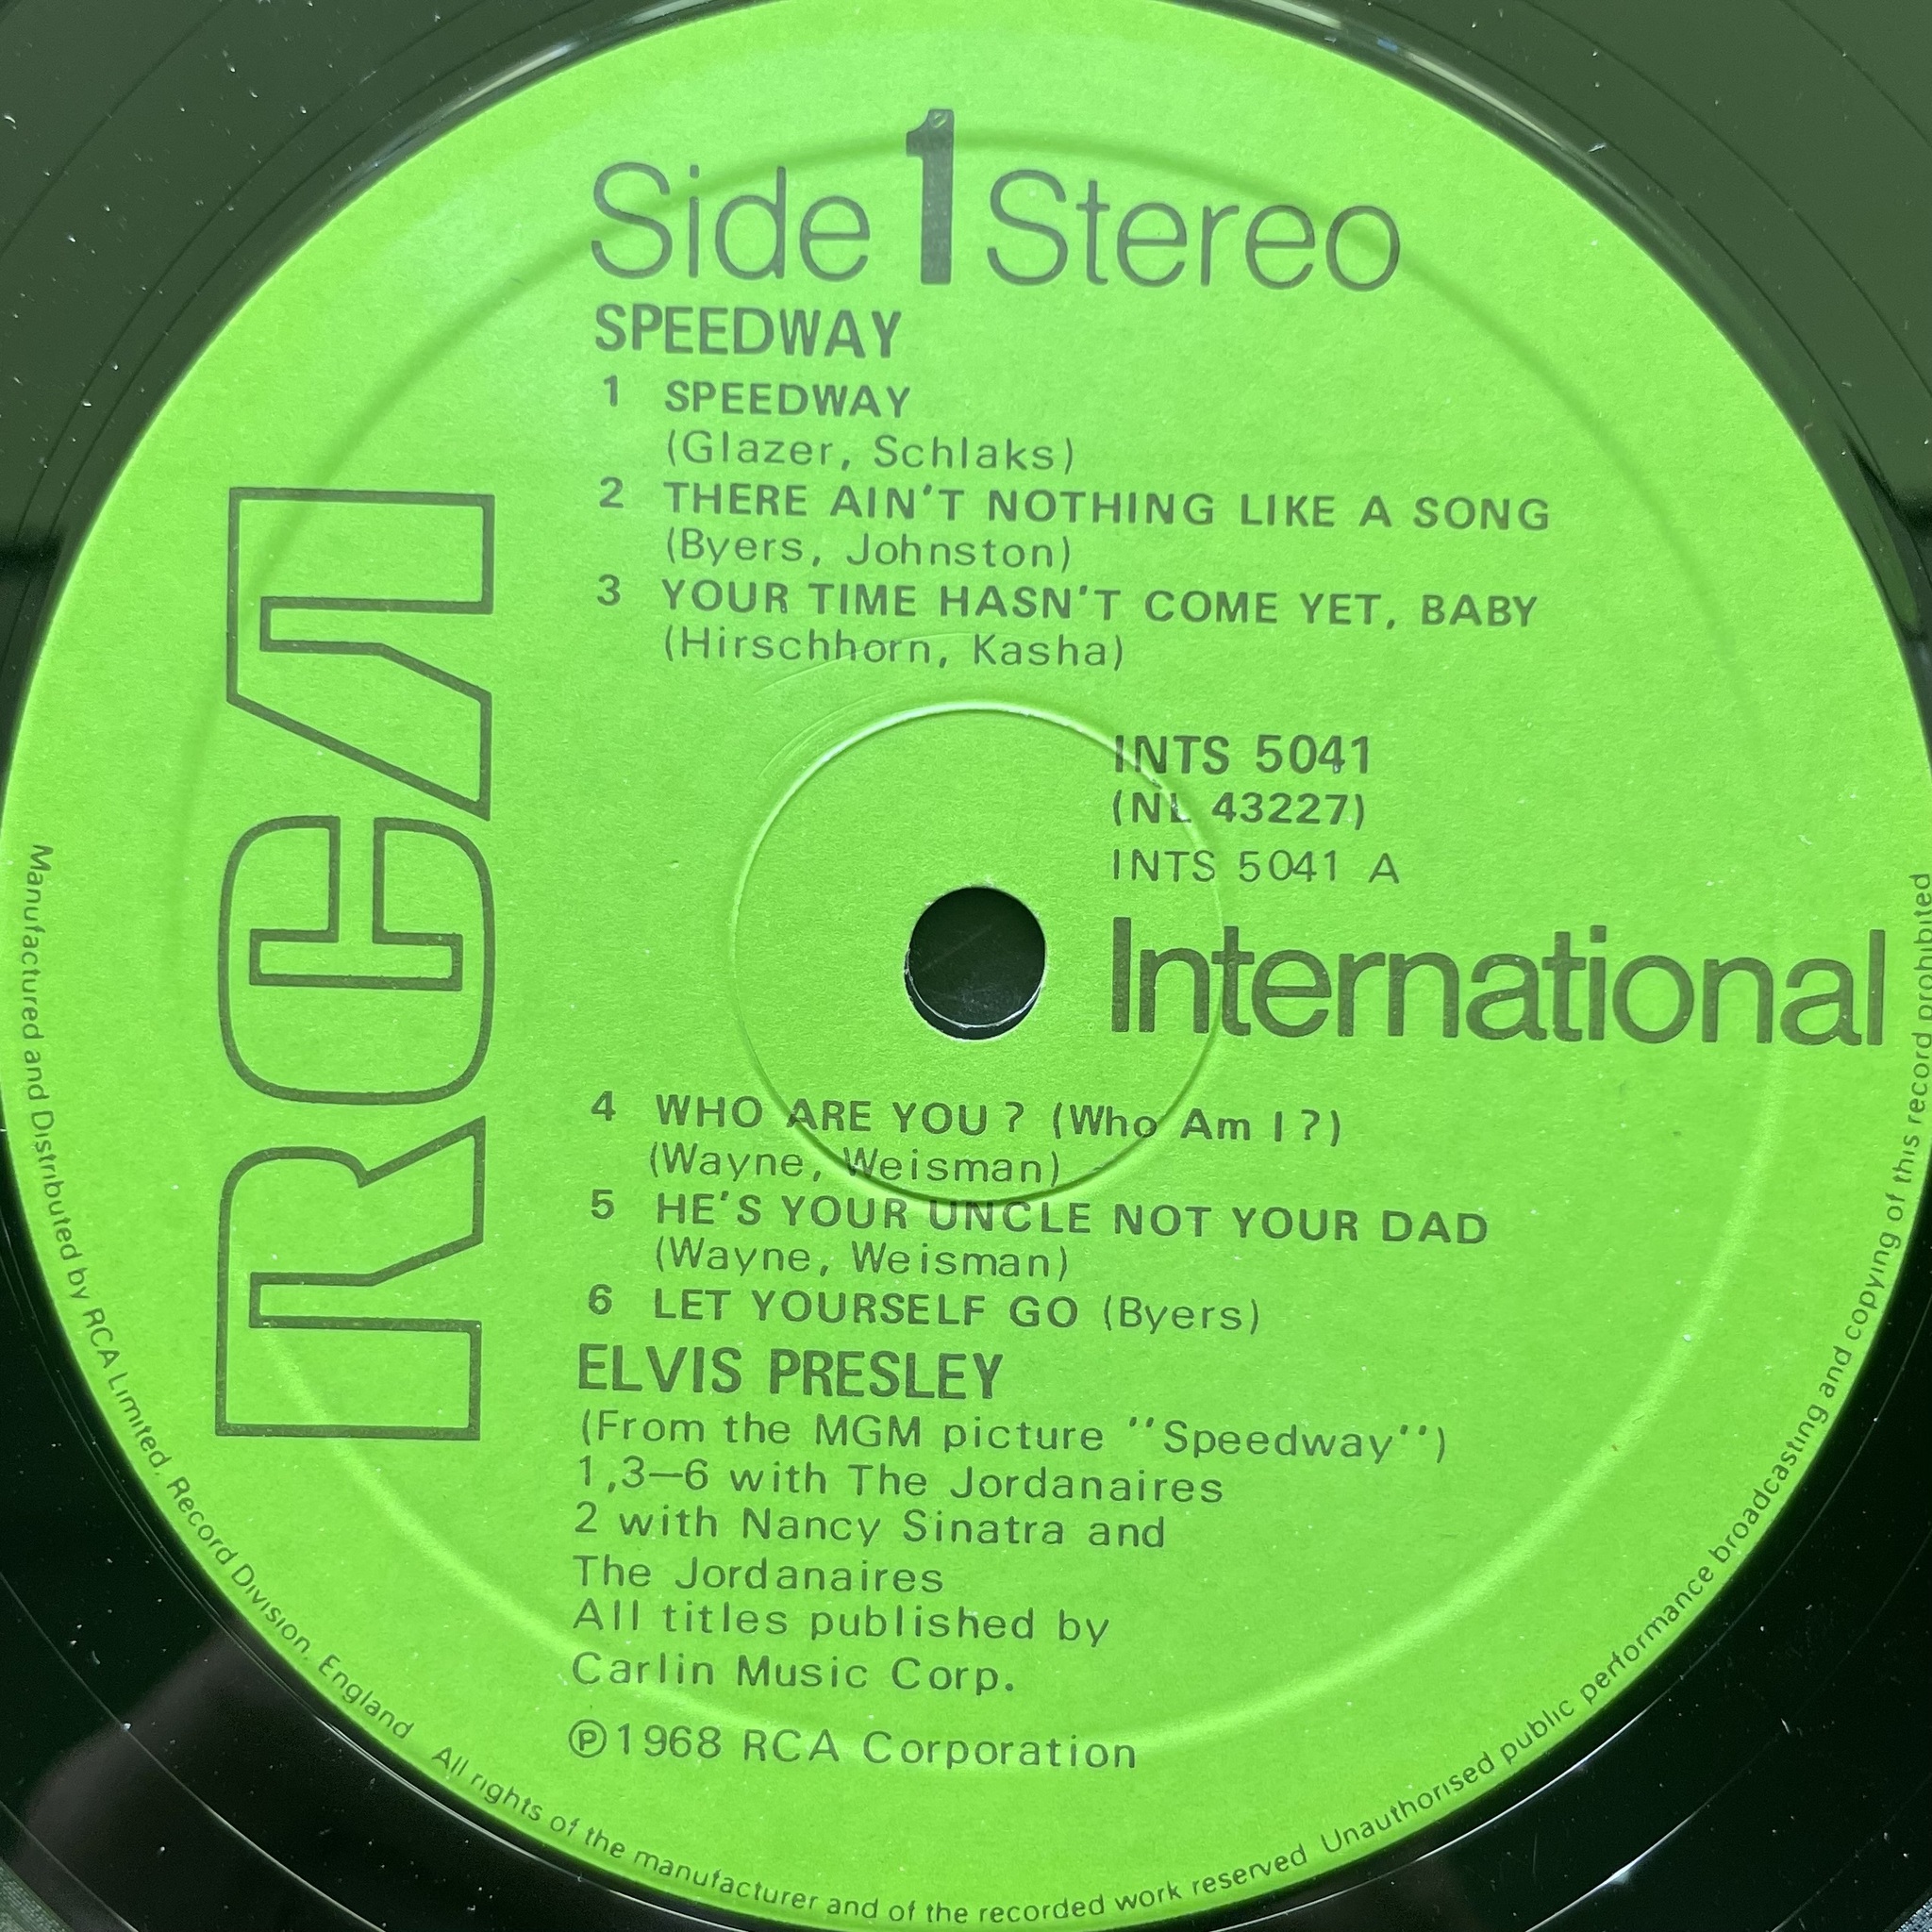 Side 1 Stereo
SPEEDWAY
1 SPEEDWAY
(Glazer, Schlaks)
2 THERE AIN'T NOTHING LIKE A SONG
(Byers, Johnston)
3 YOUR TIME HASN'T COME YET, BABY
(Hirschhorn, Kasha)
RCA
INTS 5041
(NL 43227)
INTS 5041 A
International
4 WHO ARE YOU? (Who Am I?)
(Wayne, Weisman)
5 HE'S YOUR UNCLE NOT YOUR DAD
(Wayne, Weisman)
6 LET YOURSELF GO (Byers)
ELVIS PRESLEY
(From the MGM picture ''Speedway'')
1,3—6 with The Jordanaires
2 with Nancy Sinatra and
The Jordanaires
All titles published by
Carlin Music Corp.
Ⓟ1968 RCA Corporation
Manufactured and Distributed by RCA Limited. Record Division. England All rights of the manufacturer and of the recorded work reserved Unauthorised public performance broadcasting and copying of this record prohibited